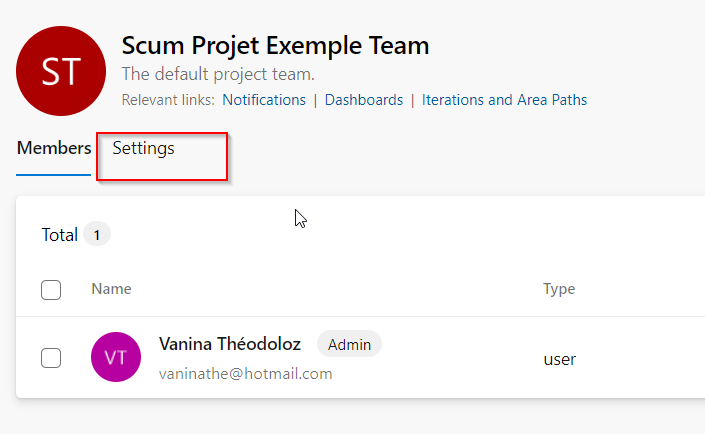 ST
Scum Projet Exemple Team
The default project team.
Relevant links: Notifications | Dashboards | Iterations and Area Paths
Members Settings
Total 1
Name Type
VT
Vanina Théodoloz Admin
user
vaninathe@hotmail.com